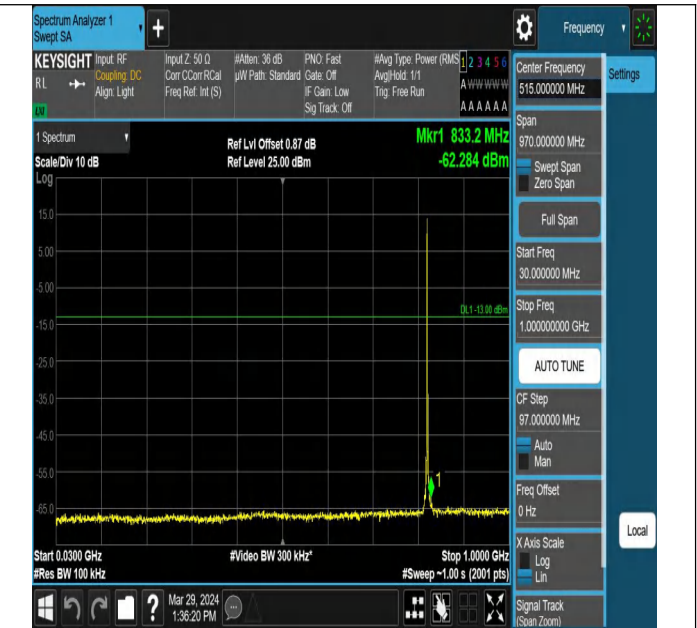 Spectrum Analyzer 1
Swept SA
+
Frequency
KEYSIGHT
RL
LXI
Input: RF
Coupling: DC
Align: Light
Input Z: 50 Ω
Corr CCorr RCal
Freq Ref: Int (S)
#Atten: 36 dB
µW Path: Standard
PNO: Fast
Gate: Off
IF Gain: Low
Sig Track: Off
#Avg Type: Power (RMS
Avg|Hold: 1/1
Trig: Free Run
1 2 3 4 5 6
A W W W W W
A A A A A A
1 Spectrum
Scale/Div 10 dB
Log
Ref Lvl Offset 0.87 dB
Ref Level 25.00 dBm
Mkr1 833.2 MHz
-62.284 dBm
15.0
5.00
-5.00
-15.0
-25.0
-35.0
-45.0
-55.0
-65.0
DL1 -13.00 dBm
1
Start 0.0300 GHz
#Res BW 100 kHz
#Video BW 300 kHz*
Stop 1.0000 GHz
#Sweep ~1.00 s (2001 pts)
Center Frequency
515.000000 MHz
Settings
Span
970.000000 MHz
Swept Span
Zero Span
Full Span
Start Freq
30.000000 MHz
Stop Freq
1.000000000 GHz
AUTO TUNE
CF Step
97.000000 MHz
Auto
Man
Freq Offset
0 Hz
X Axis Scale
Log
Lin
Local
Signal Track
(Span Zoom)
?
Mar 29, 2024
1:36:20 PM